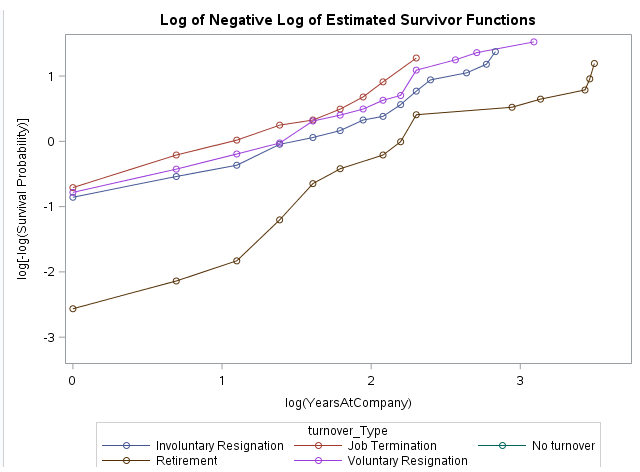 Log of Negative Log of Estimated Survivor Functions
log[-log(Survival Probability)]
1
0
-1
-2
-3
0 1 2 3
log(YearsAtCompany)
turnover_Type
Involuntary Resignation Job Termination No turnover
Retirement Voluntary Resignation